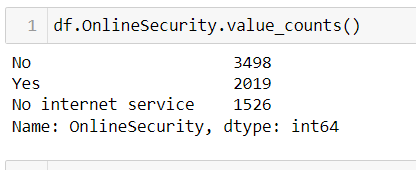 1 df.OnlineSecurity.value_counts()
No 3498
Yes 2019
No internet service 1526
Name: OnlineSecurity, dtype: int64